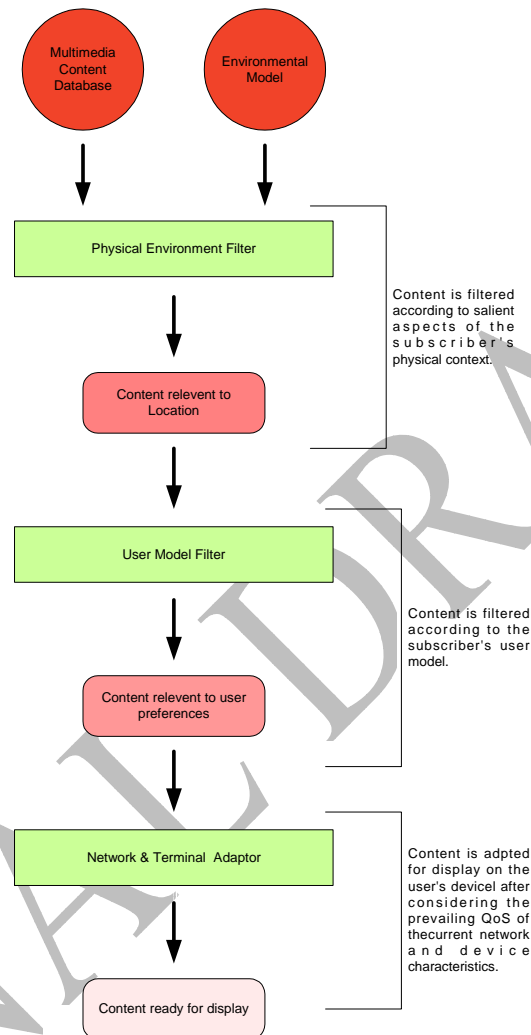 Multimedia
Content
Database
Environmental
Model
Physical Environment Filter
Content is filtered
according to salient
aspects of the
subscriber's
physical context.
Content relevent to
Location
User Model Filter
Content is filtered
according to the
subscriber's user
model.
Content relevent to user
preferences
Network & Terminal Adaptor
Content is adpted
for display on the
user's devicel after
considering the
prevailing QoS of
thecurrent network
and device
characteristics.
Content ready for display
NAL DRA